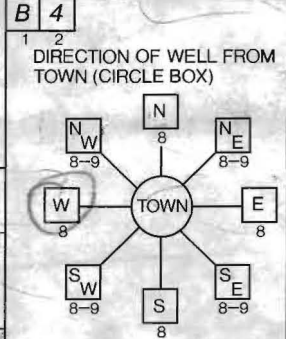 B 4
1 2
DIRECTION OF WELL FROM
TOWN (CIRCLE BOX)
N
8
N W
8-9
N E
8-9
W
8
TOWN
E
8
S W
8-9
S E
8-9
S
8